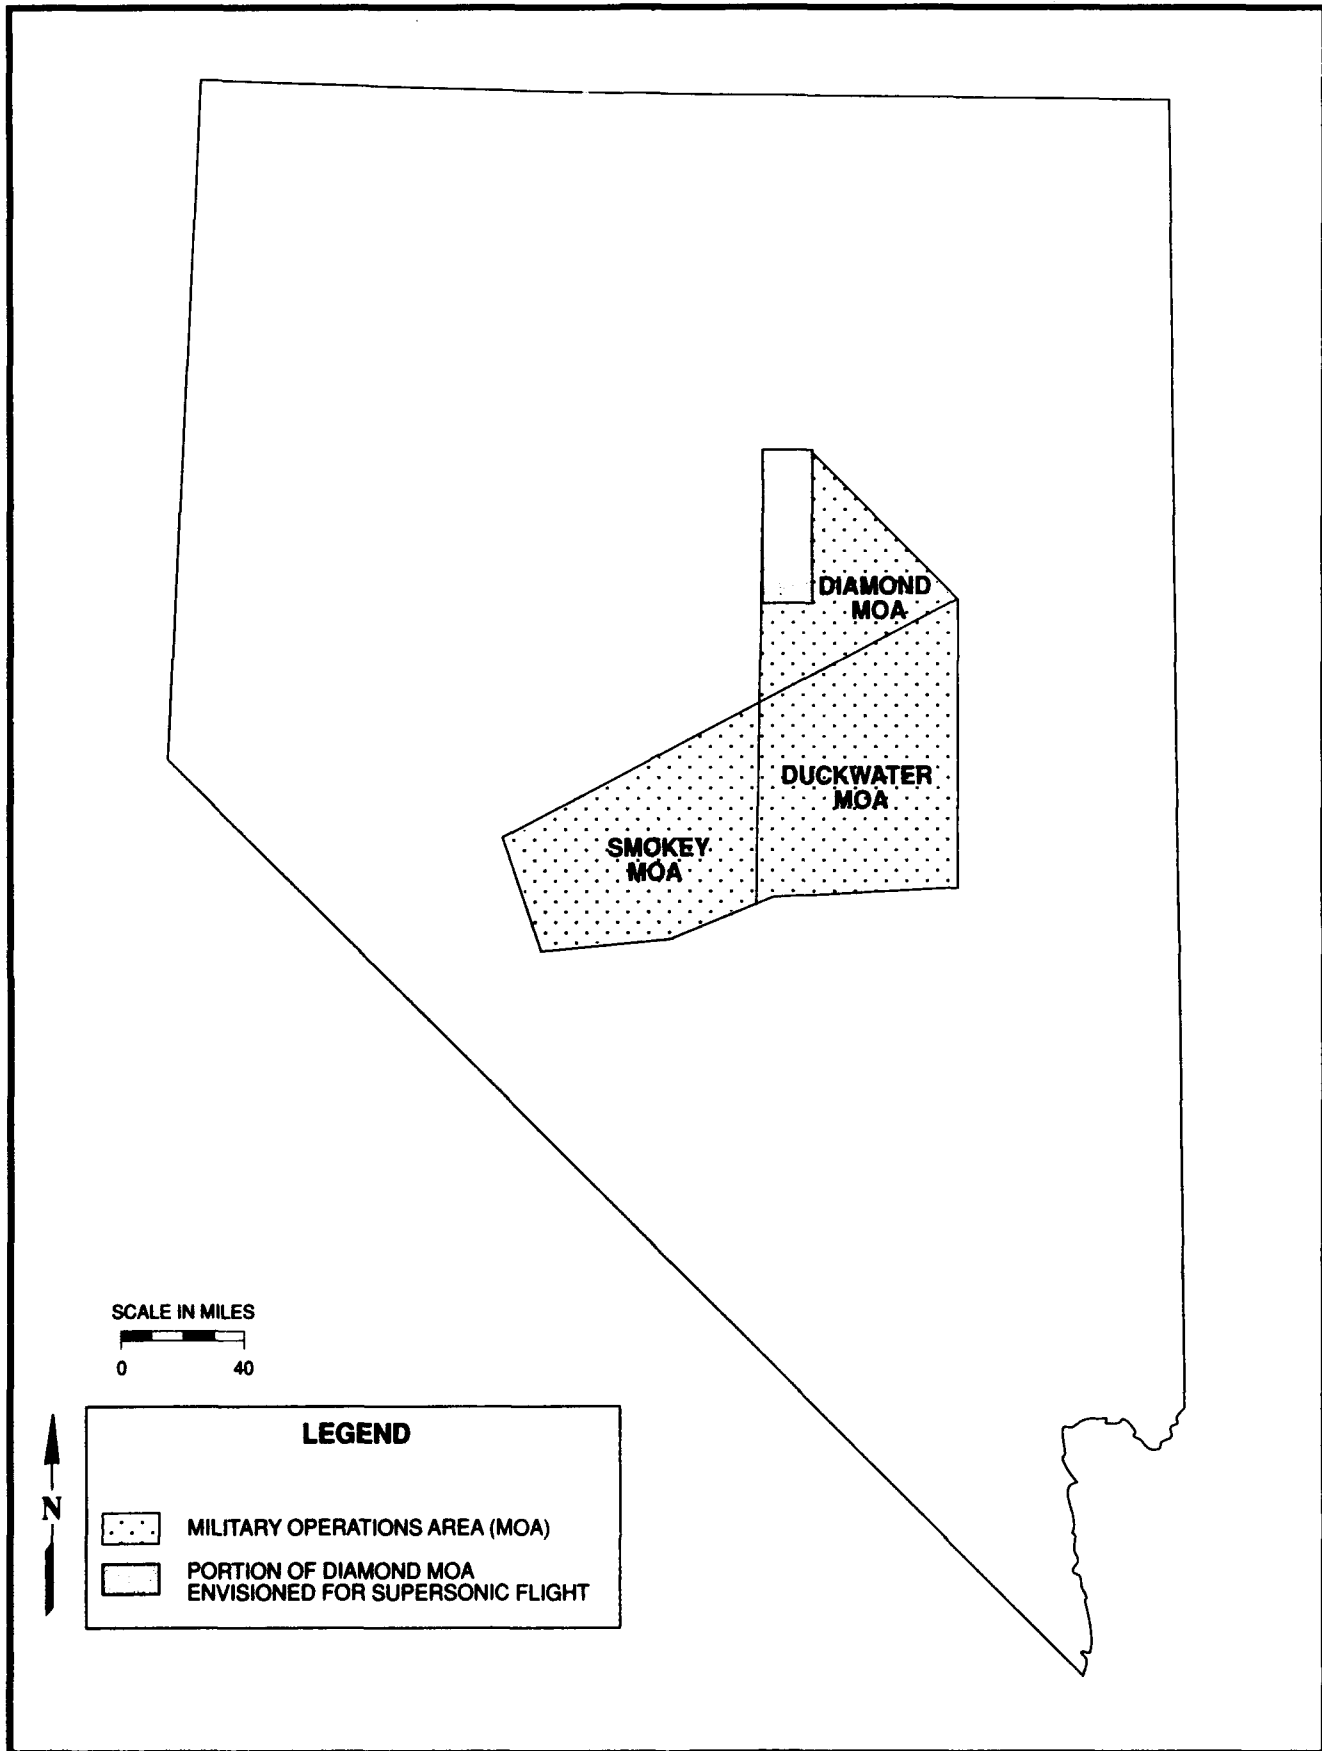 DIAMOND
MOA
DUCKWATER
MOA
SMOKEY
MOA
SCALE IN MILES
0 40
LEGEND
N
MILITARY OPERATIONS AREA (MOA)
PORTION OF DIAMOND MOA
ENVISIONED FOR SUPERSONIC FLIGHT